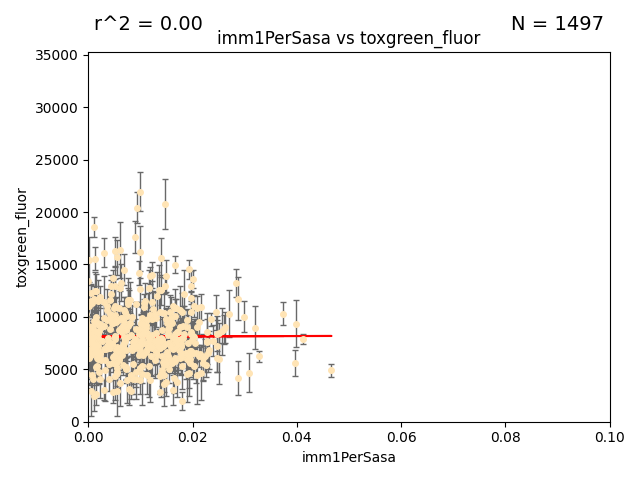 r^2 = 0.00
N = 1497
imm1PerSasa vs toxgreen_fluor
35000
30000
25000
20000
15000
10000
5000
0
toxgreen_fluor
0.00
0.02
0.04
0.06
0.08
0.10
imm1PerSasa